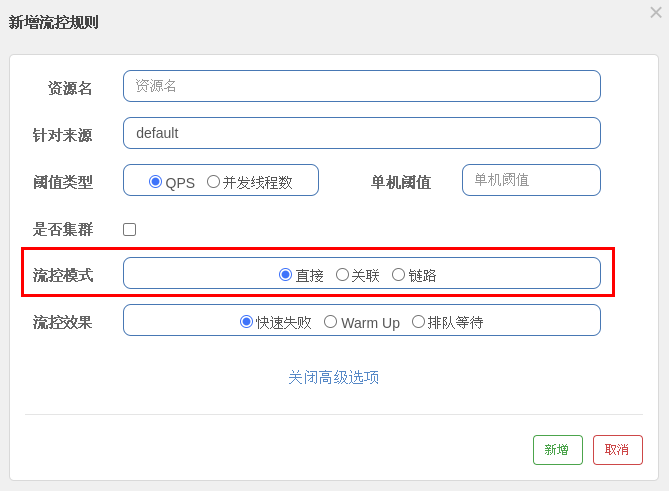 新增流控规则
资源名 资源名
针对来源 default
阈值类型 QPS 并发线程数 单机阈值 单机阈值
是否集群
流控模式 直接 关联 链路
流控效果 快速失败 Warm Up 排队等待
关闭高级选项
新增 取消